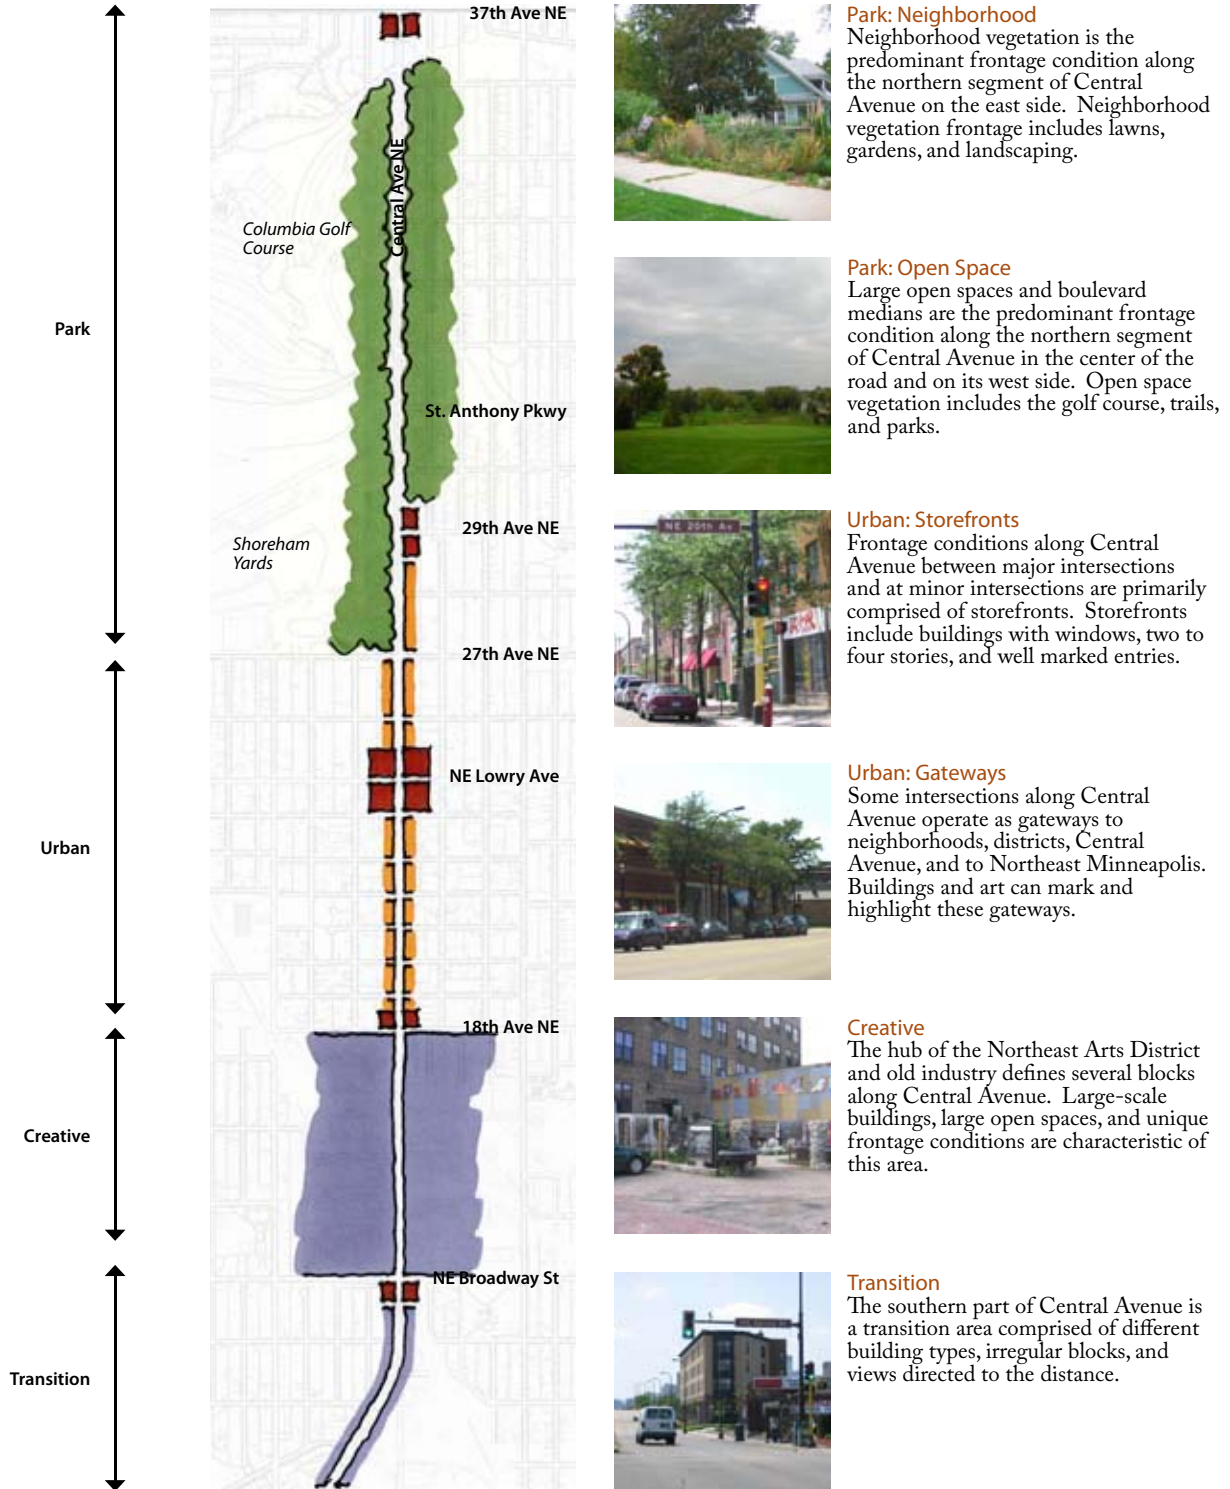 37th Ave NE
Central Ave NE
Columbia Golf
Course
Park
St. Anthony Pkwy
29th Ave NE
Shoreham
Yards
27th Ave NE
NE Lowry Ave
Urban
18th Ave NE
Creative
NE Broadway St
Transition
Park: Neighborhood
Neighborhood vegetation is the
predominant frontage condition along
the northern segment of Central
Avenue on the east side. Neighborhood
vegetation frontage includes lawns,
gardens, and landscaping.
Park: Open Space
Large open spaces and boulevard
medians are the predominant frontage
condition along the northern segment
of Central Avenue in the center of the
road and on its west side. Open space
vegetation includes the golf course, trails,
and parks.
NE 20th Av
Urban: Storefronts
Frontage conditions along Central
Avenue between major intersections
and at minor intersections are primarily
comprised of storefronts. Storefronts
include buildings with windows, two to
four stories, and well marked entries.
Urban: Gateways
Some intersections along Central
Avenue operate as gateways to
neighborhoods, districts, Central
Avenue, and to Northeast Minneapolis.
Buildings and art can mark and
highlight these gateways.
Creative
The hub of the Northeast Arts District
and old industry defines several blocks
along Central Avenue. Large-scale
buildings, large open spaces, and unique
frontage conditions are characteristic of
this area.
Transition
The southern part of Central Avenue is
a transition area comprised of different
building types, irregular blocks, and
views directed to the distance.